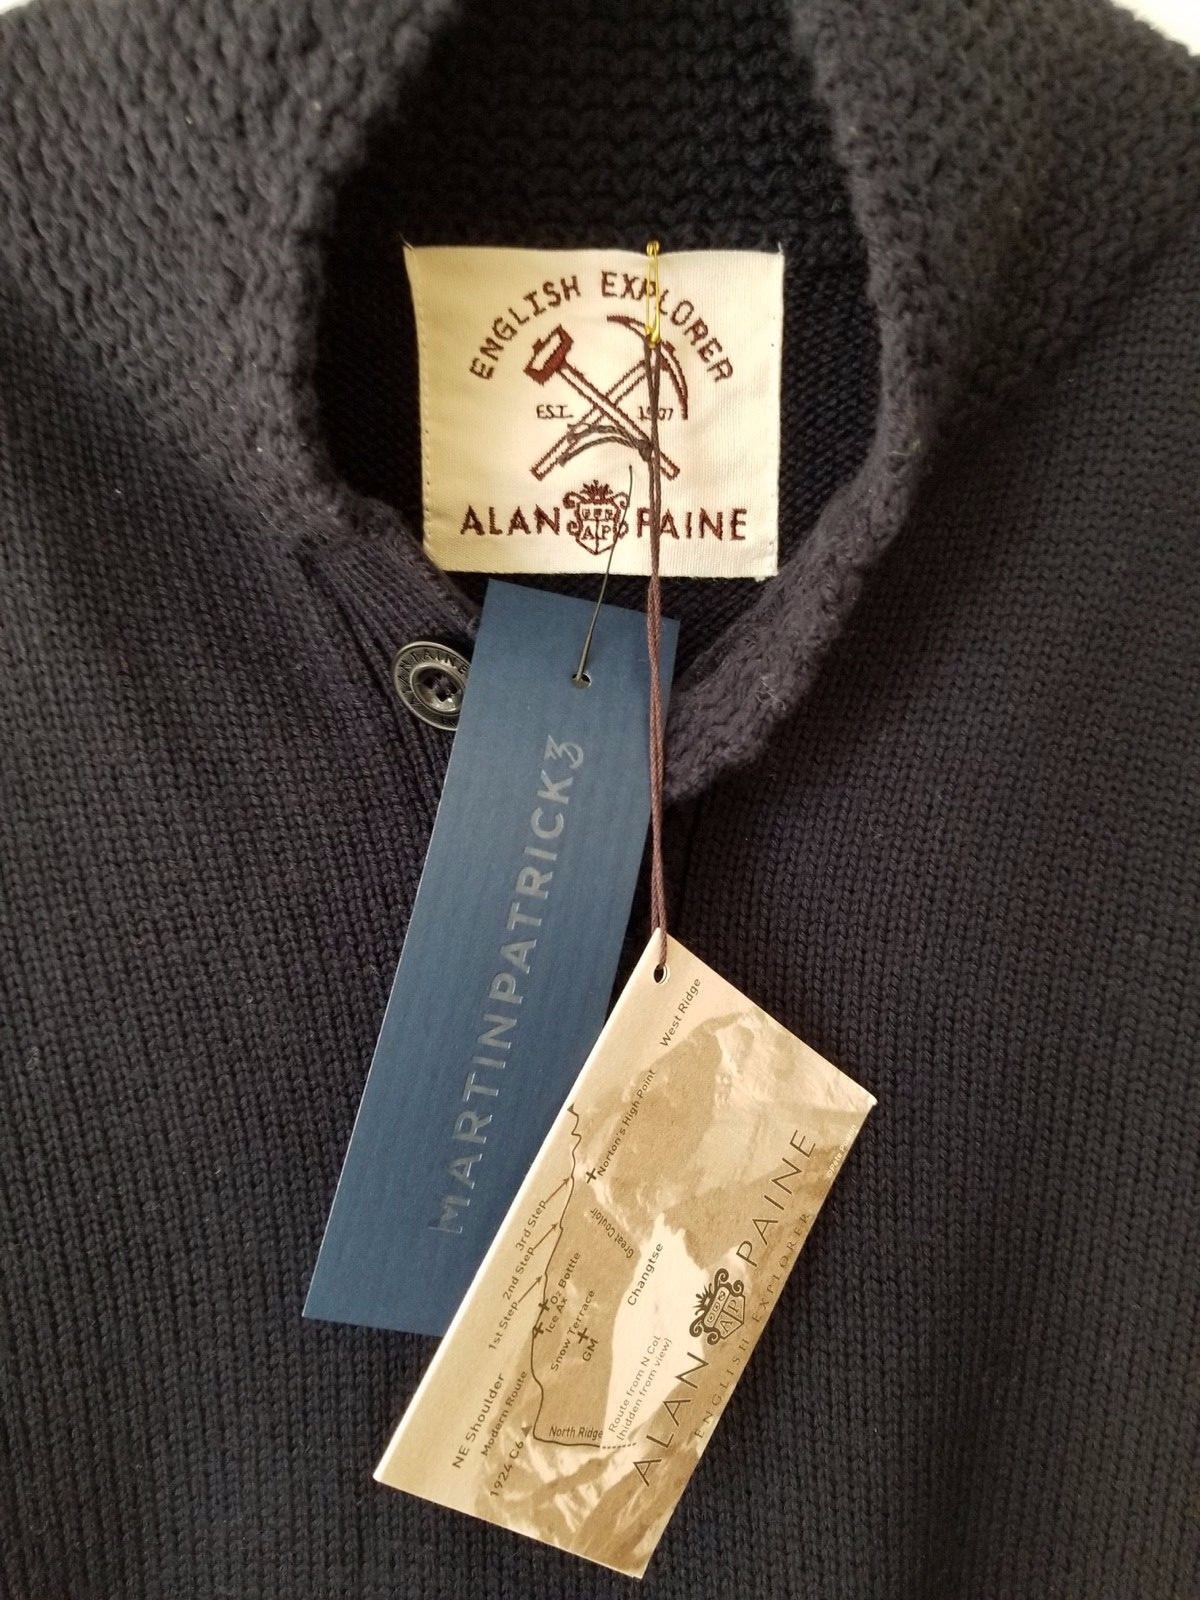 ENGLISH EXPLORER
EST. 1907
ALAN PAINE
AP
MARTINPATRICK3
West Ridge
Norton's High Point
3rd Step
2nd Step
1st Step
Great Couloir
O₂ Bottle
Ice Ax
Snow Terrace
GM
Changtse
NE Shoulder
Modern Route
1924 C6
North Ridge
Route from N Col
(hidden from view)
ALAN PAINE
AP
ENGLISH EXPLORER